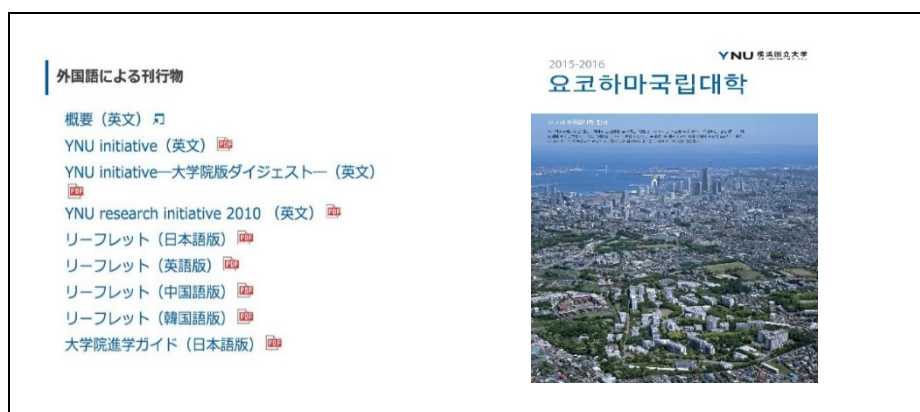 外国語による刊行物
概要（英文）
YNU initiative（英文）
YNU initiative―大学院版ダイジェスト―（英文）
YNU research initiative 2010 （英文）
リーフレット（日本語版）
リーフレット（英語版）
リーフレット（中国語版）
リーフレット（韓国語版）
大学院進学ガイド（日本語版）
YNU 横浜国立大学
2015-2016
요코하마국립대학